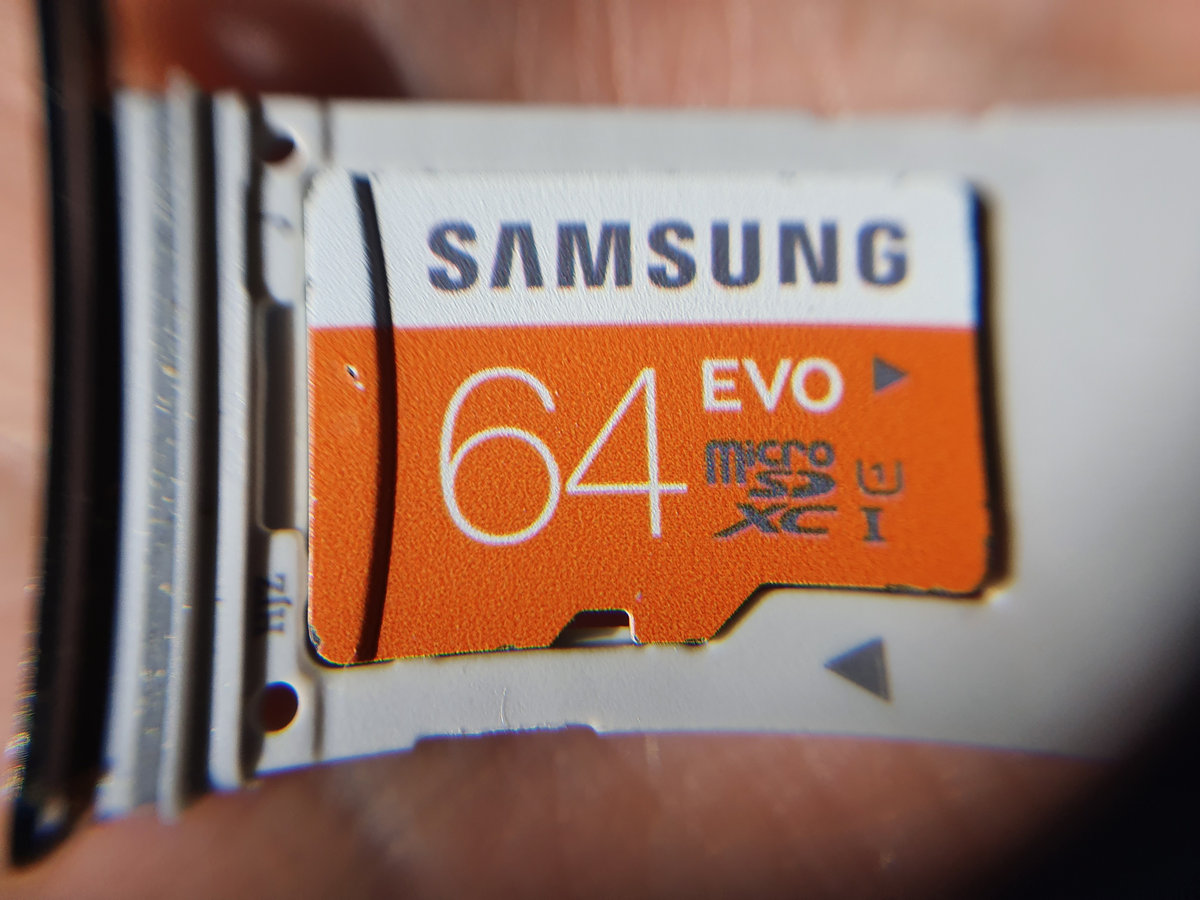 SAMSUNG
64 EVO
micro
SD
XC U1
I